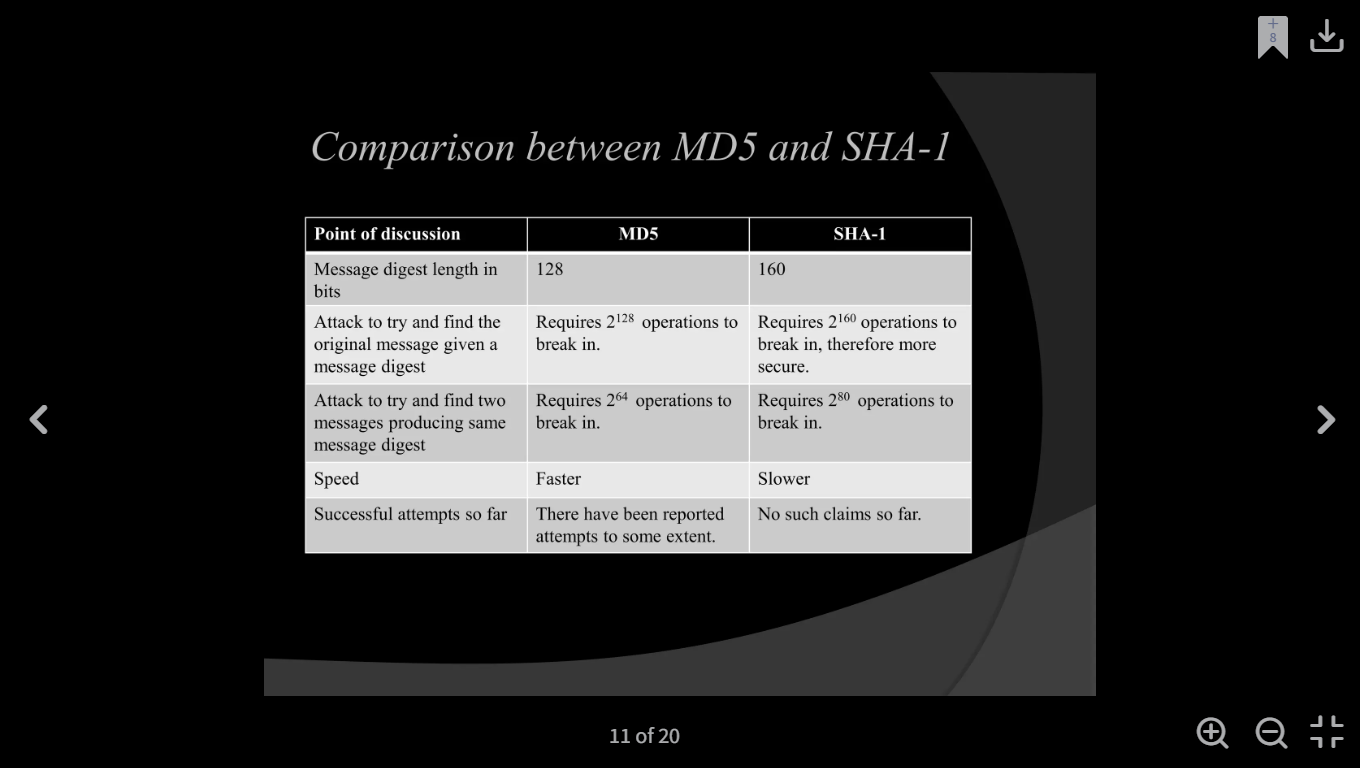 +
8
Comparison between MD5 and SHA-1
Point of discussion MD5 SHA-1
Message digest length in
bits
128
160
Attack to try and find the
original message given a
message digest
Requires 2¹²⁸ operations to
break in.
Requires 2¹⁶⁰ operations to
break in, therefore more
secure.
Attack to try and find two
messages producing same
message digest
Requires 2⁶⁴ operations to
break in.
Requires 2⁸⁰ operations to
break in.
Speed
Faster
Slower
Successful attempts so far
There have been reported
attempts to some extent.
No such claims so far.
11 of 20